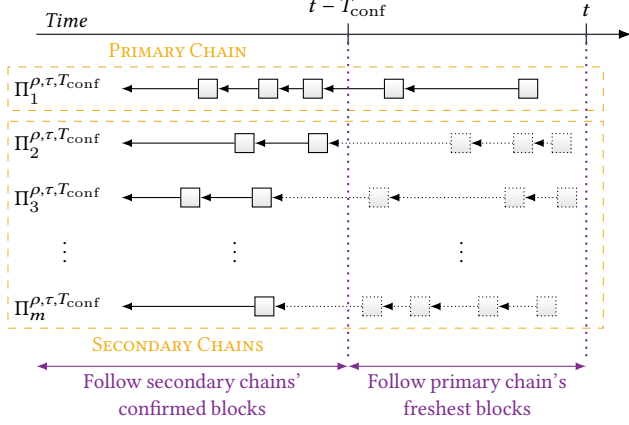 Time t − T_conf t
PRIMARY CHAIN
Π_1^{ρ,τ,T_conf}
Π_2^{ρ,τ,T_conf}
Π_3^{ρ,τ,T_conf}
⋮ ⋮ ⋮
Π_m^{ρ,τ,T_conf}
SECONDARY CHAINS
Follow secondary chains’
confirmed blocks
Follow primary chain’s
freshest blocks